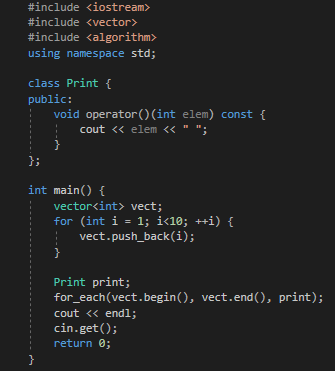 #include <iostream>
#include <vector>
#include <algorithm>
using namespace std;

class Print {
public:
    void operator()(int elem) const {
        cout << elem << " ";
    }
};

int main() {
    vector<int> vect;
    for (int i = 1; i<10; ++i) {
        vect.push_back(i);
    }

    Print print;
    for_each(vect.begin(), vect.end(), print);
    cout << endl;
    cin.get();
    return 0;
}